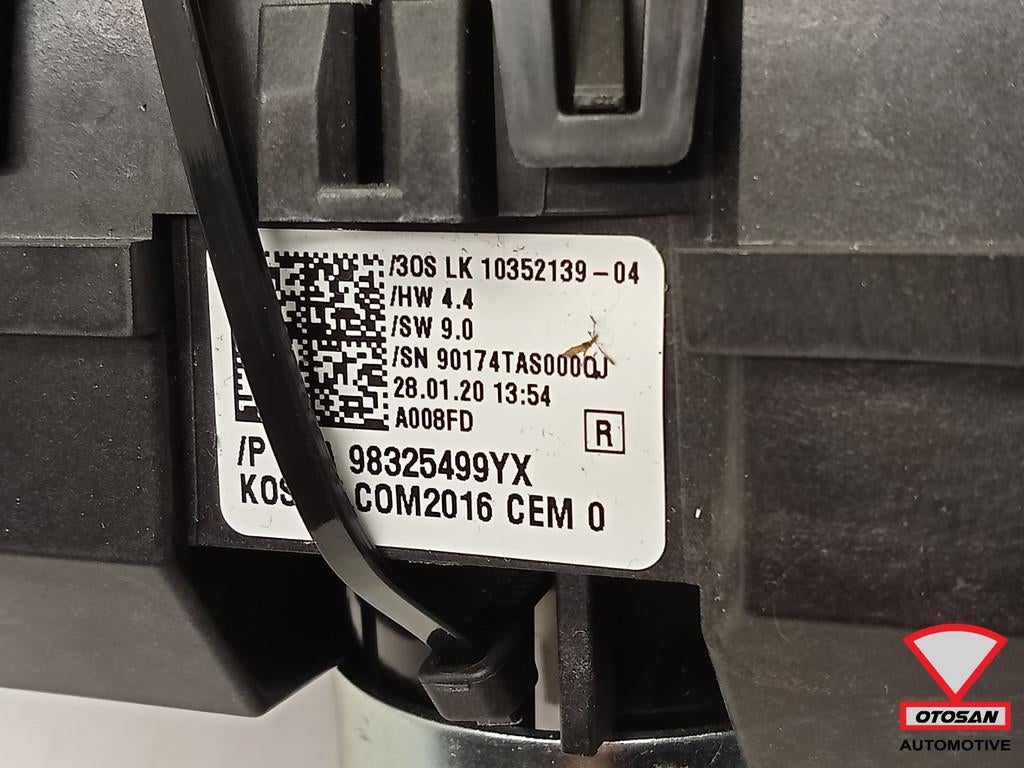 /3OS LK 10352139-04
/HW 4.4
/SW 9.0
/SN 90174TAS0000J
28.01.20 13:54
A008FD
R
/P 98325499YX
COM2016 CEM 0
OTOSAN
AUTOMOTIVE